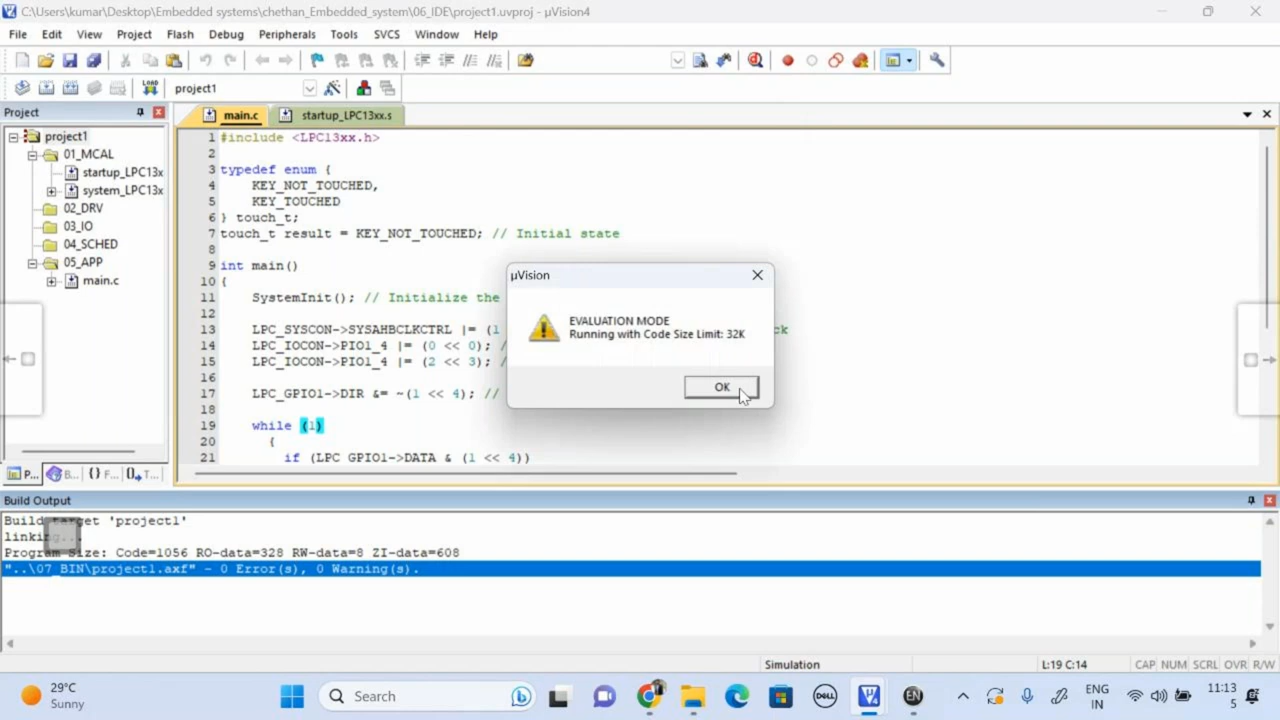 C:\Users\kumar\Desktop\Embedded systems\chethan_Embedded_system\06_IDE\project1.uvproj - µVision4
File Edit View Project Flash Debug Peripherals Tools SVCS Window Help
LOAD project1
Project
main.c startup_LPC13xx.s
project1
01_MCAL
startup_LPC13x
system_LPC13x
02_DRV
03_IO
04_SCHED
05_APP
main.c
P... B... {} F... T...
1 #include <LPC13xx.h>
2
3 typedef enum {
4 KEY_NOT_TOUCHED,
5 KEY_TOUCHED
6 } touch_t;
7 touch_t result = KEY_NOT_TOUCHED; // Initial state
8
9 int main()
10 {
11 SystemInit(); // Initialize the
12
13 LPC_SYSCON->SYSAHBCLKCTRL |= (1 ck
14 LPC_IOCON->PIO1_4 |= (0 << 0); /
15 LPC_IOCON->PIO1_4 |= (2 << 3); /
16
17 LPC_GPIO1->DIR &= ~(1 << 4); //
18
19 while (1)
20 {
21 if (LPC_GPIO1->DATA & (1 << 4))
µVision
EVALUATION MODE
Running with Code Size Limit: 32K
OK
Build Output
Build target 'project1'
linking...
Program Size: Code=1056 RO-data=328 RW-data=8 ZI-data=608
"..\07_BIN\project1.axf" - 0 Error(s), 0 Warning(s).
Simulation L:19 C:14 CAP NUM SCRL OVR R/W
29°C
Sunny
Search
DELL
EN
ENG
IN
11:13
5